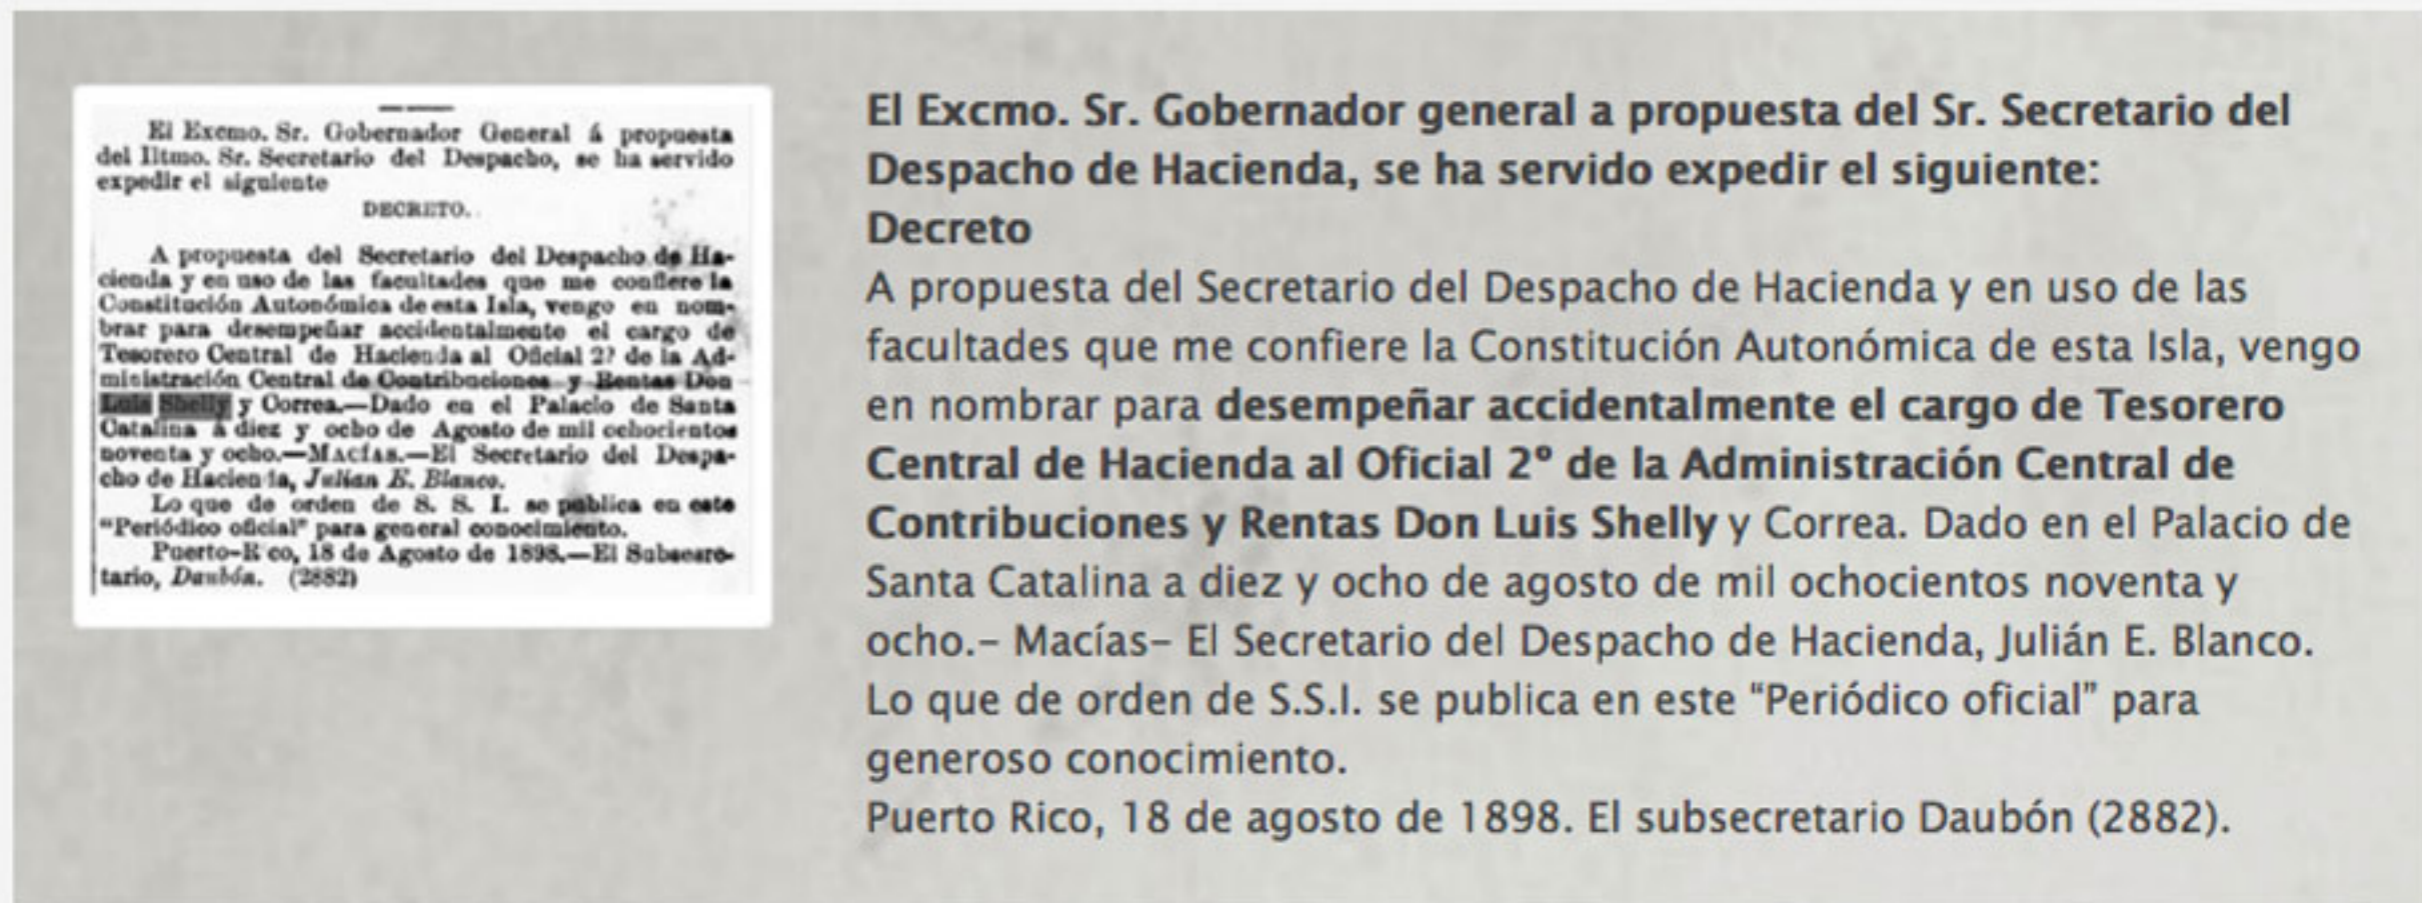 El Excmo. Sr. Gobernador General á propuesta
del Iltmo. Sr. Secretario del Despacho, se ha servido
expedir el siguiente
DECRETO.
A propuesta del Secretario del Despacho de Ha-
cienda y en uso de las facultades que me confiere la
Constitución Autonómica de esta Isla, vengo en nom-
brar para desempeñar accidentalmente el cargo de
Tesorero Central de Hacienda al Oficial 2º de la Ad-
ministración Central de Contribuciones y Rentas Don
Luis Shelly y Correa.—Dado en el Palacio de Santa
Catalina á diez y ocho de Agosto de mil ochocientos
noventa y ocho.—MACÍAS.—El Secretario del Despa-
cho de Hacienda, Julian E. Blanco.
Lo que de orden de S. S. I. se publica en este
"Periódico oficial" para general conocimiento.
Puerto-R co, 18 de Agosto de 1898.—El Subsecre-
tario, Daubón. (2882)
El Excmo. Sr. Gobernador general a propuesta del Sr. Secretario del
Despacho de Hacienda, se ha servido expedir el siguiente:
Decreto
A propuesta del Secretario del Despacho de Hacienda y en uso de las
facultades que me confiere la Constitución Autonómica de esta Isla, vengo
en nombrar para desempeñar accidentalmente el cargo de Tesorero
Central de Hacienda al Oficial 2º de la Administración Central de
Contribuciones y Rentas Don Luis Shelly y Correa. Dado en el Palacio de
Santa Catalina a diez y ocho de agosto de mil ochocientos noventa y
ocho.– Macías– El Secretario del Despacho de Hacienda, Julián E. Blanco.
Lo que de orden de S.S.I. se publica en este “Periódico oficial” para
generoso conocimiento.
Puerto Rico, 18 de agosto de 1898. El subsecretario Daubón (2882).